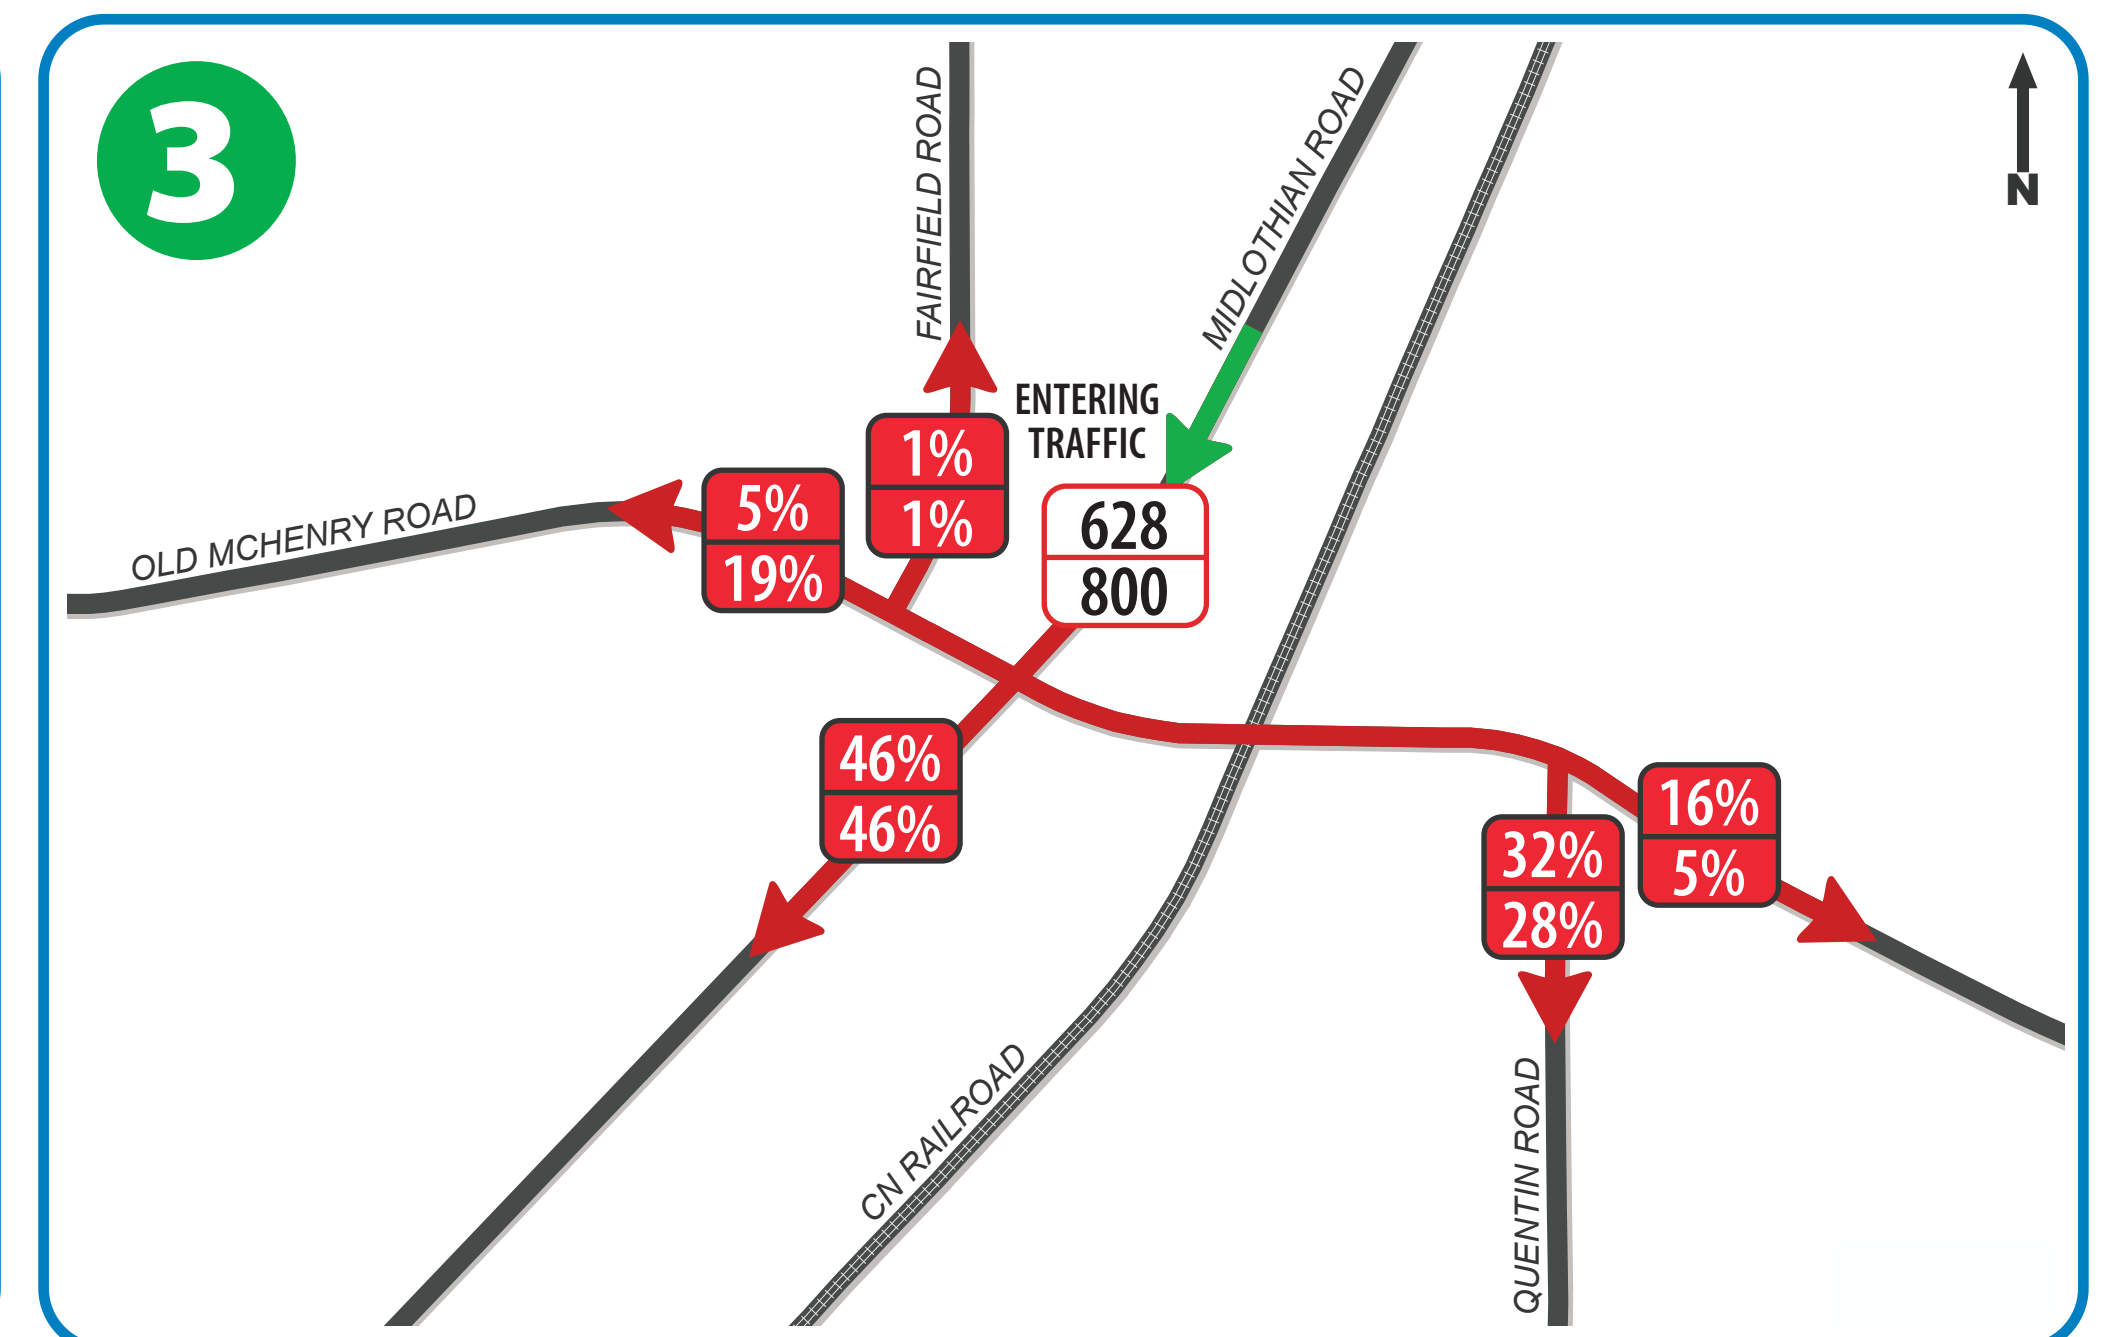 3
FAIRFIELD ROAD
MIDLOTHIAN ROAD
N
ENTERING
TRAFFIC
1%
1%
OLD MCHENRY ROAD
5%
19%
628
800
46%
46%
16%
5%
32%
28%
CN RAILROAD
QUENTIN ROAD